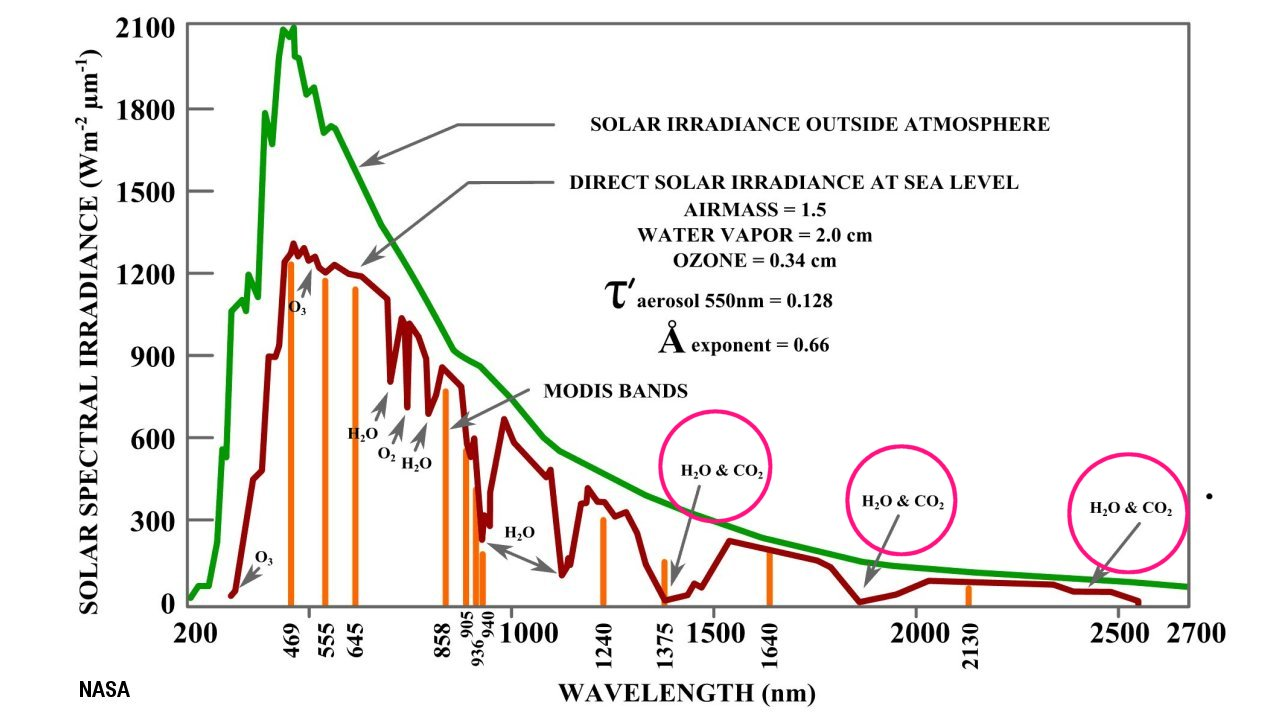 2100
1800
1500
1200
900
600
300
0
SOLAR SPECTRAL IRRADIANCE (Wm⁻² μm⁻¹)
SOLAR IRRADIANCE OUTSIDE ATMOSPHERE
DIRECT SOLAR IRRADIANCE AT SEA LEVEL
AIRMASS = 1.5
WATER VAPOR = 2.0 cm
OZONE = 0.34 cm
τ′ aerosol 550nm = 0.128
Å exponent = 0.66
MODIS BANDS
O₃
O₃
H₂O
O₂
H₂O
H₂O
H₂O & CO₂
H₂O & CO₂
H₂O & CO₂
200
469
555
645
858
905
936
940
1000
1240
1375
1500
1640
2000
2130
2500
2700
WAVELENGTH (nm)
NASA